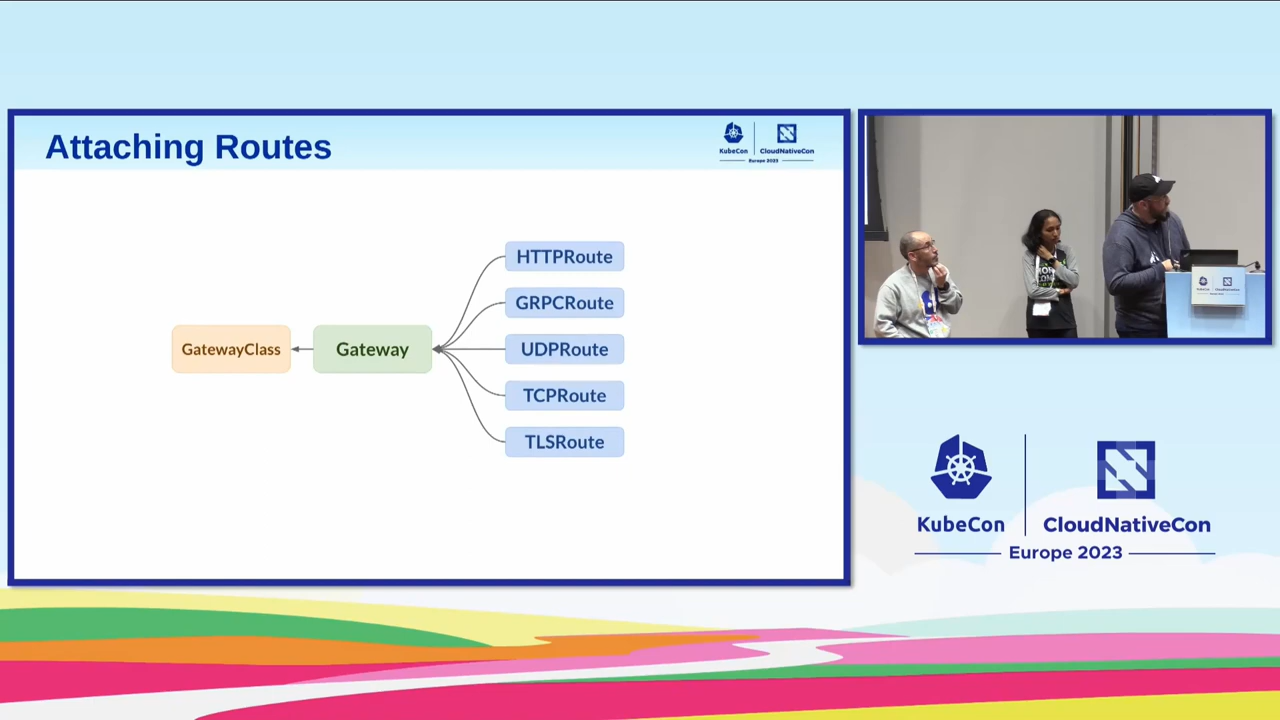 Attaching Routes
KubeCon
CloudNativeCon
Europe 2023
HTTPRoute
GRPCRoute
GatewayClass
Gateway
UDPRoute
TCPRoute
TLSRoute
KubeCon
CloudNativeCon
Europe 2023